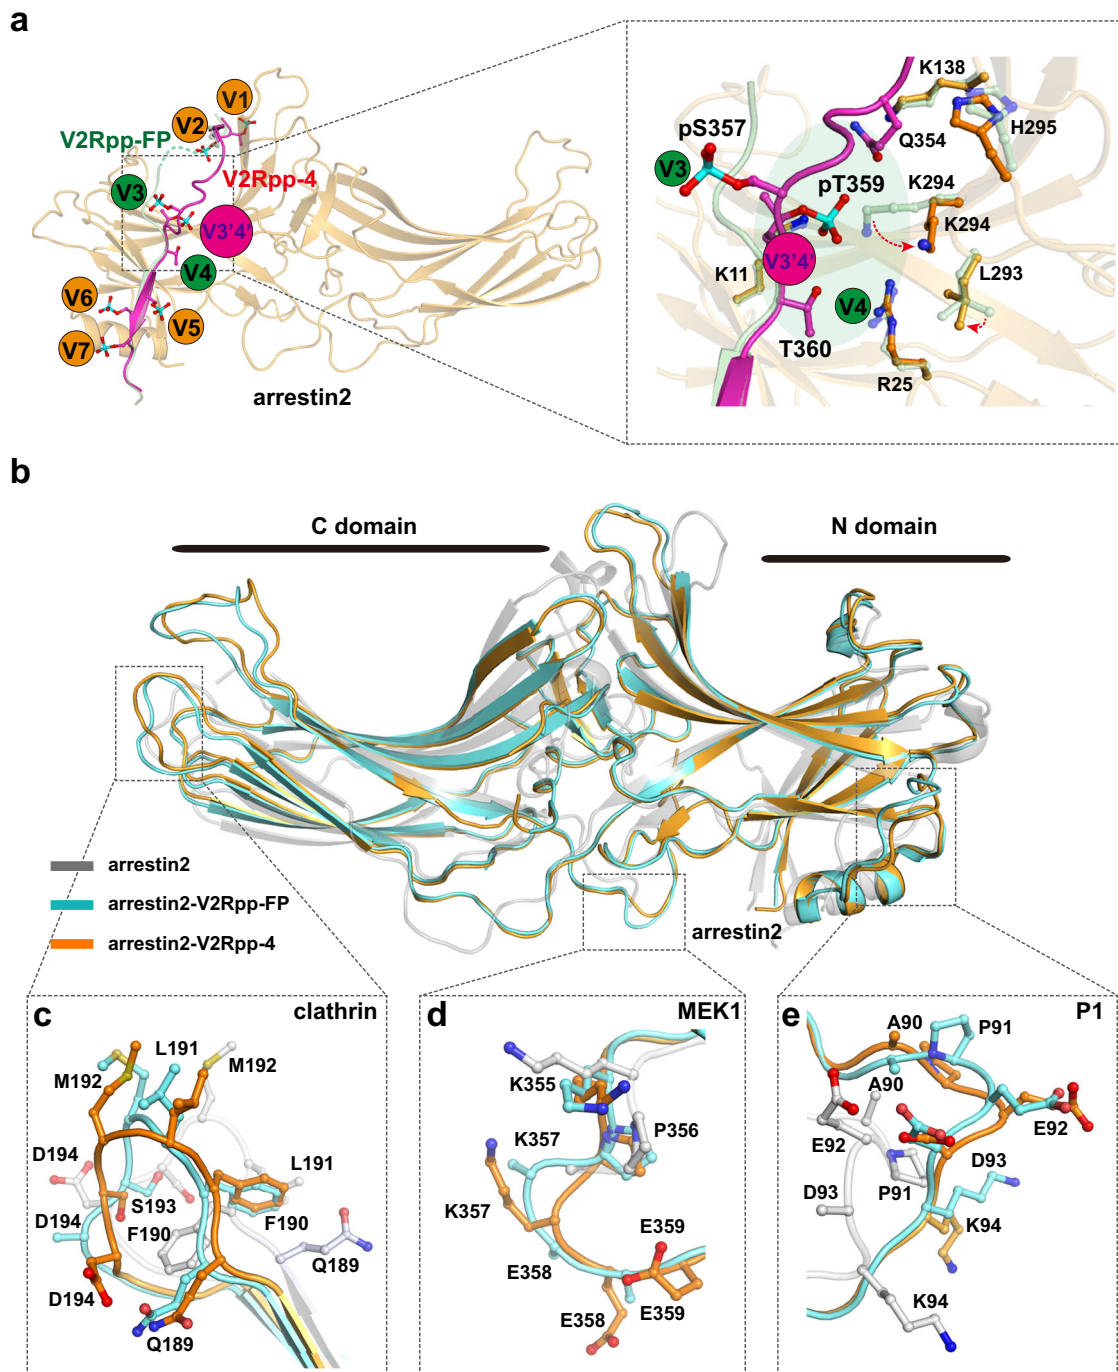 a
V1
V2
V2Rpp-FP
V2Rpp-4
V3
V3'4'
V4
V6
V5
V7
arrestin2
K138
pS357
Q354
H295
V3
pT359
K294
K294
V3'4'
K11
L293
V4
T360
R25
b
C domain
N domain
arrestin2
arrestin2-V2Rpp-FP
arrestin2-V2Rpp-4
arrestin2
c
clathrin
L191
M192
M192
D194
L191
S193
D194
F190
F190
Q189
D194
Q189
d
MEK1
K355
P356
K357
K357
E359
E358
E358
E359
e
P1
A90
P91
A90
E92
E92
D93
P91
D93
K94
K94